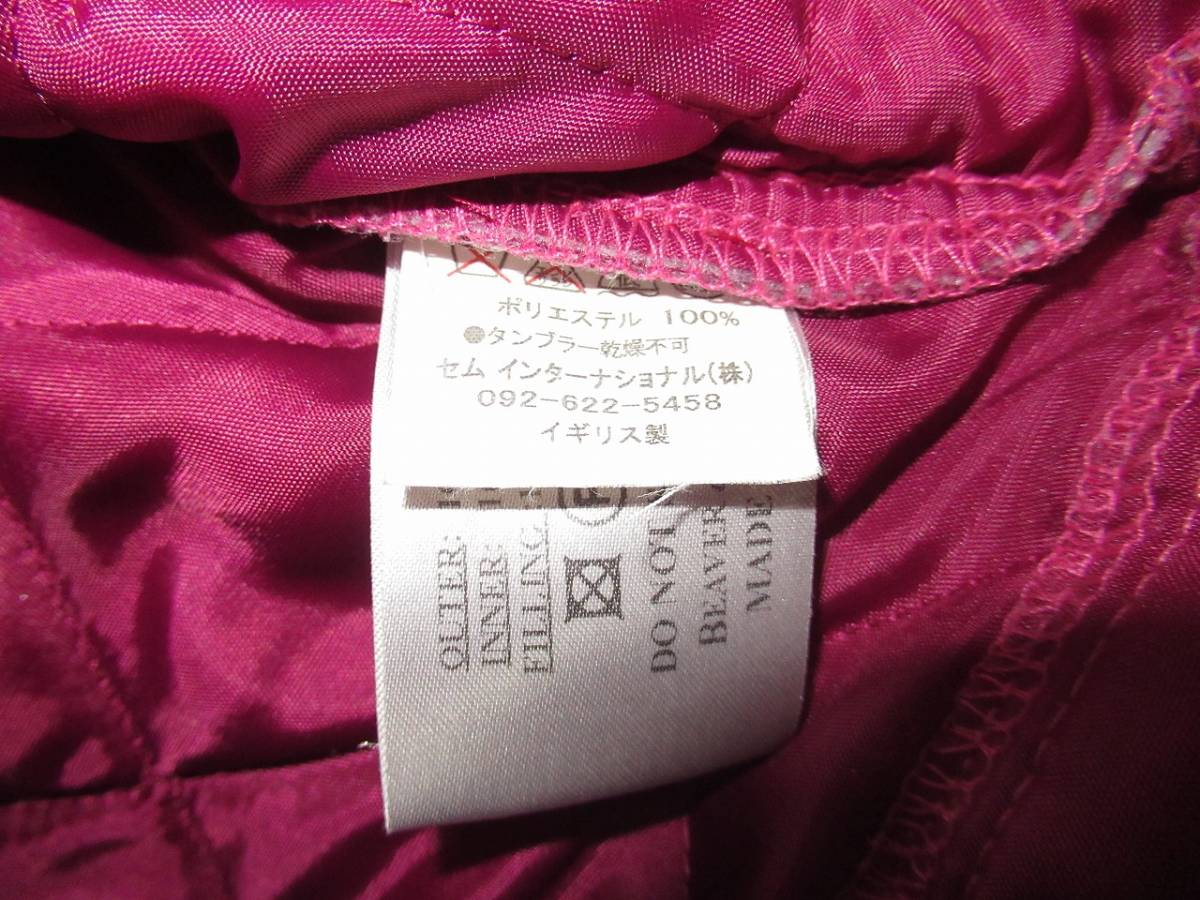 ポリエステル 100%
●タンブラー乾燥不可
セム インターナショナル(株)
092-622-5458
イギリス製
OUTER:
INNER:
FILLING:
DO NOT
BEAVER
MADE